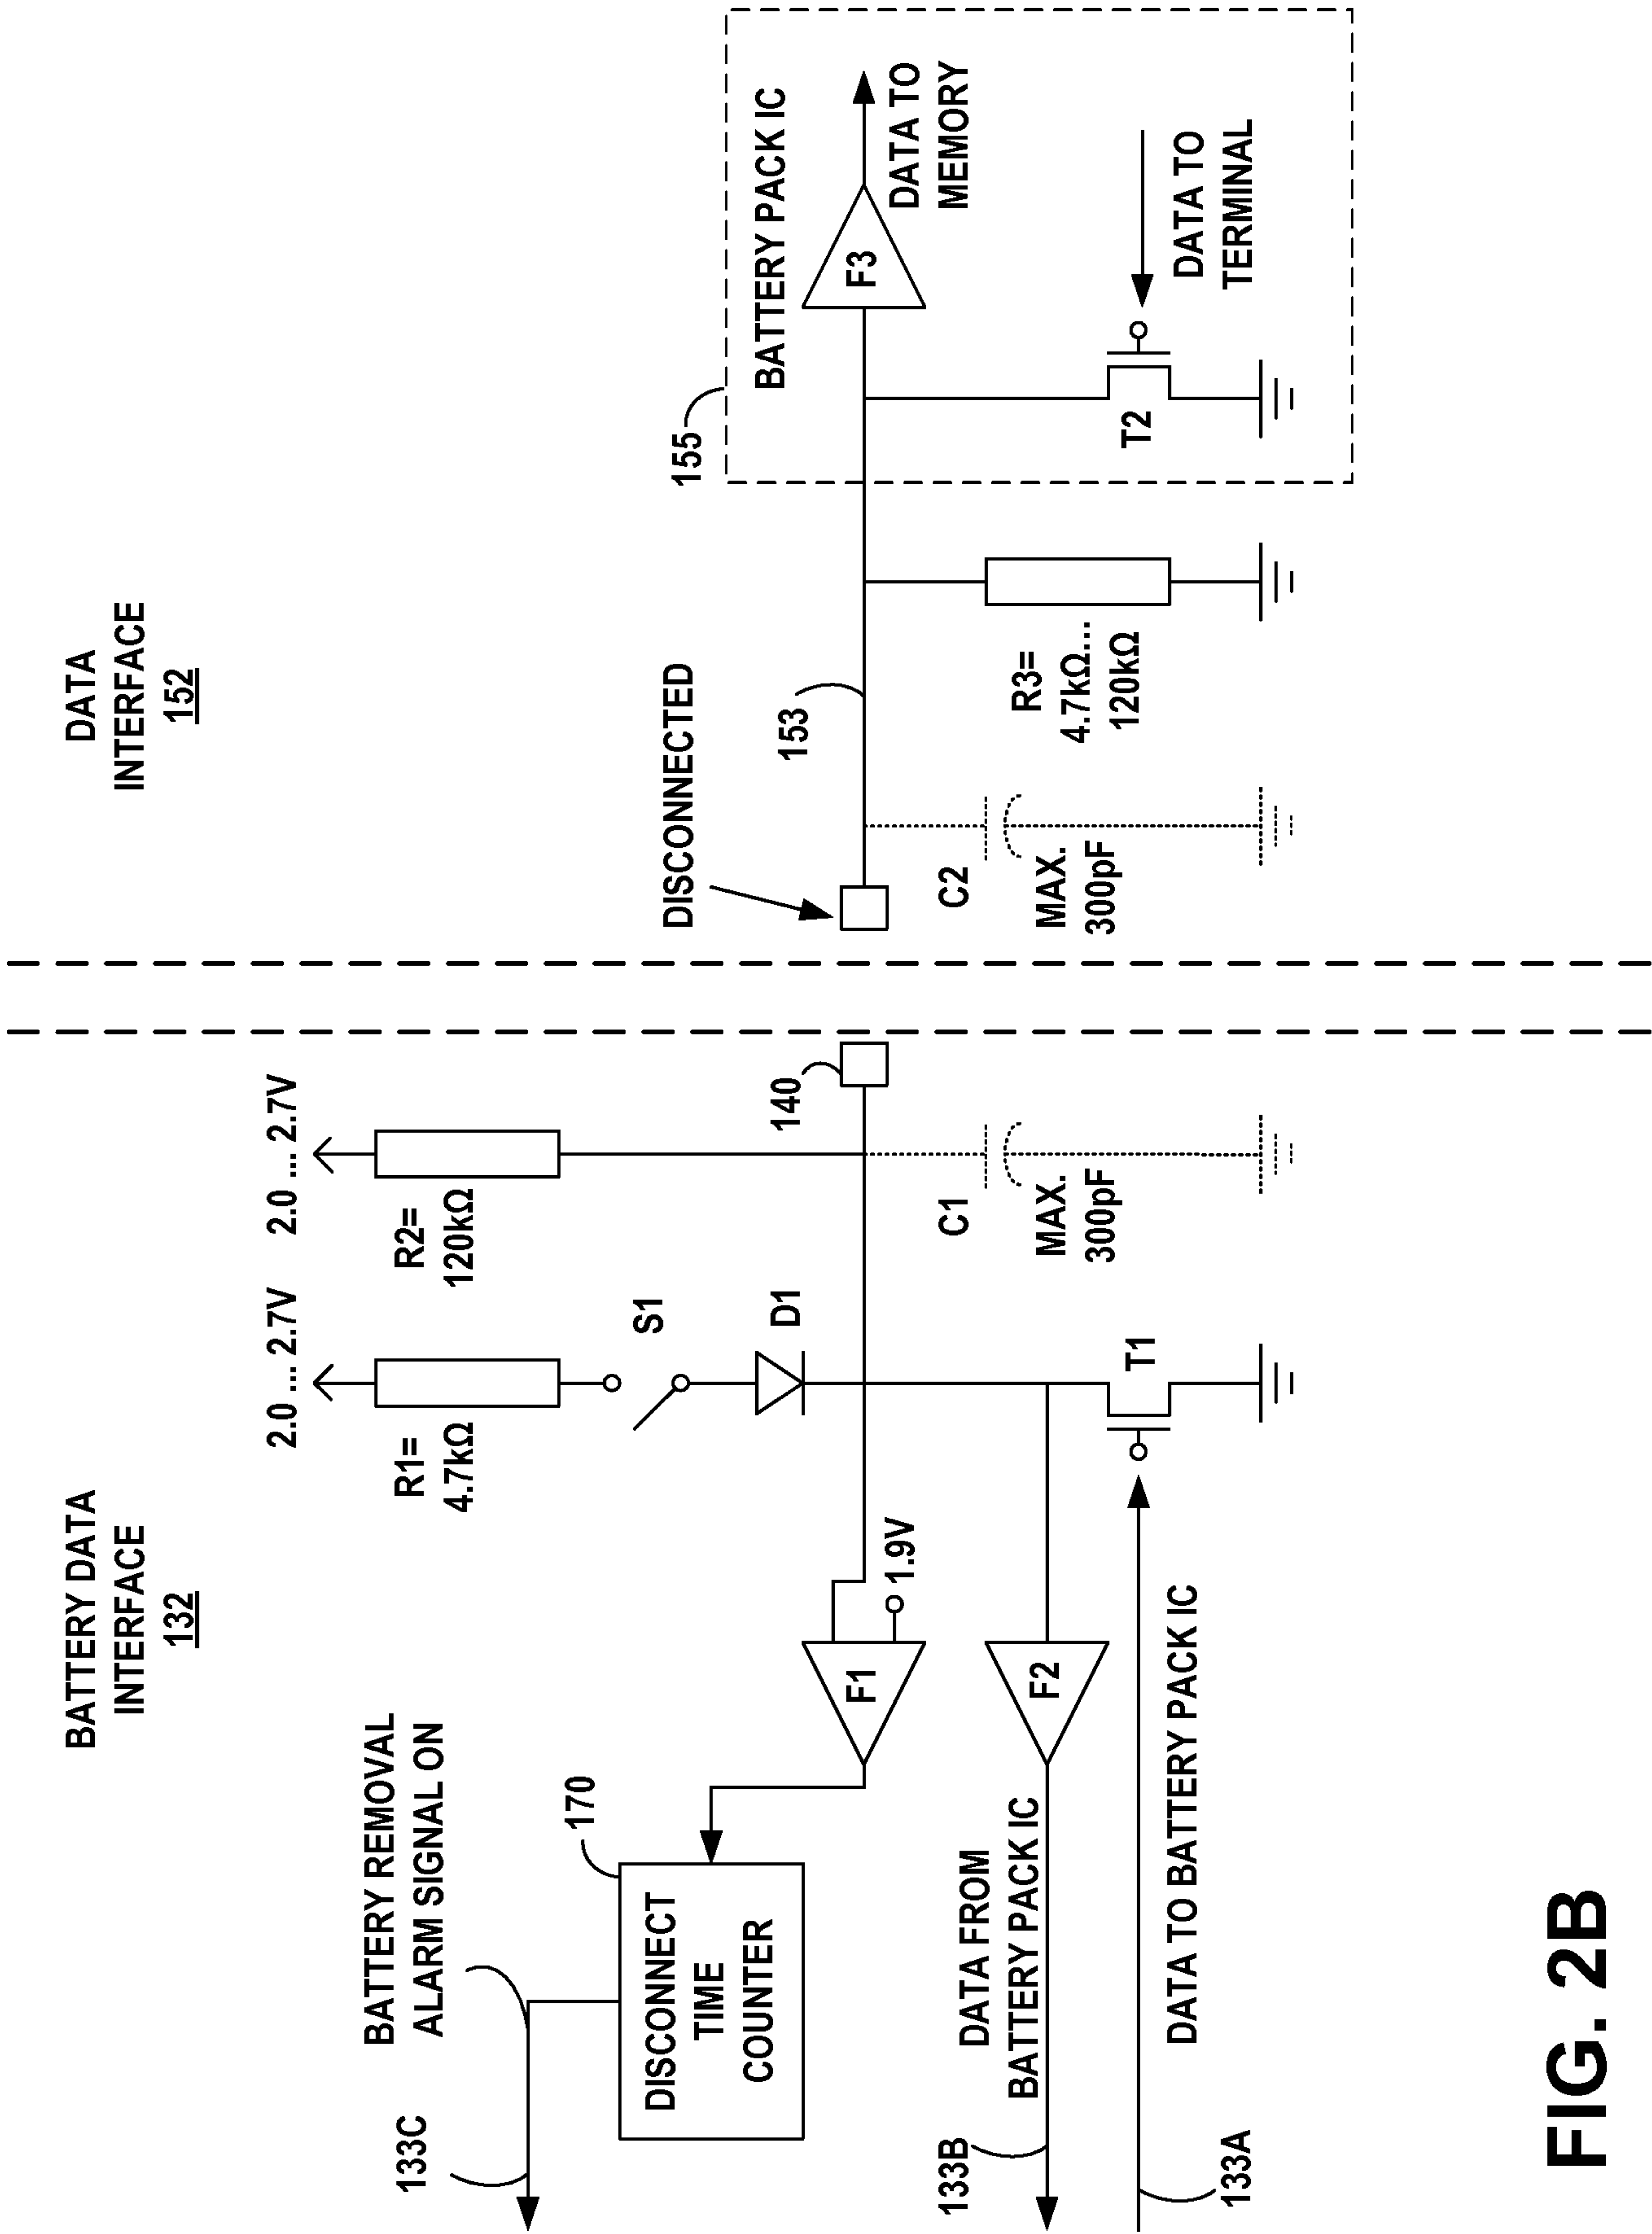 BATTERY DATA
INTERFACE
132
DATA
INTERFACE
152
2.0 ... 2.7V
2.0 ... 2.7V
R1=
4.7kΩ
R2=
120kΩ
S1
D1
BATTERY REMOVAL
ALARM SIGNAL ON
133C
170
DISCONNECT
TIME
COUNTER
F1
1.9V
140
DISCONNECTED
153
155
BATTERY PACK IC
F3
DATA TO
MEMORY
C1
MAX.
300pF
C2
MAX.
300pF
R3=
4.7kΩ...
120kΩ
T2
DATA TO
TERMINAL
133B
DATA FROM
BATTERY PACK IC
F2
T1
133A
DATA TO BATTERY PACK IC
FIG. 2B